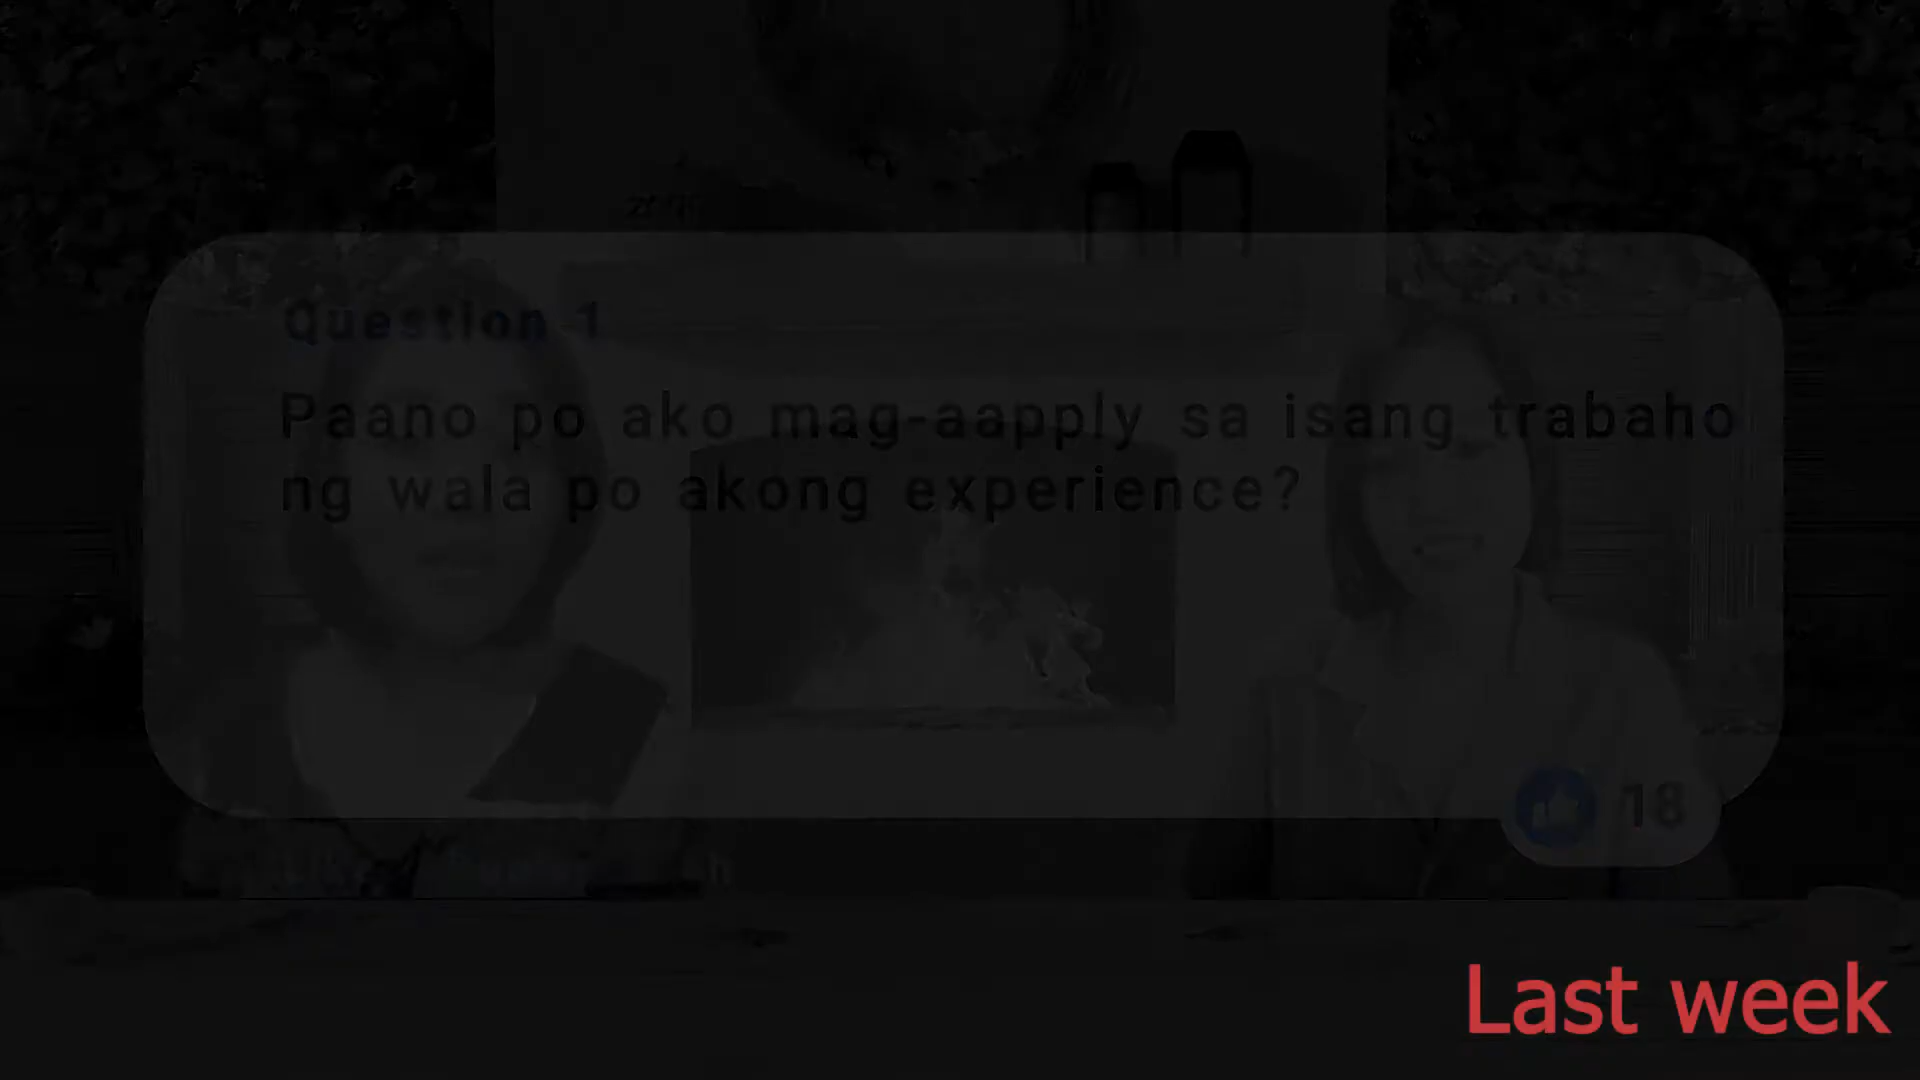 Question 1
Paano po ako mag-aapply sa isang trabaho
ng wala po akong experience?
18
Last week